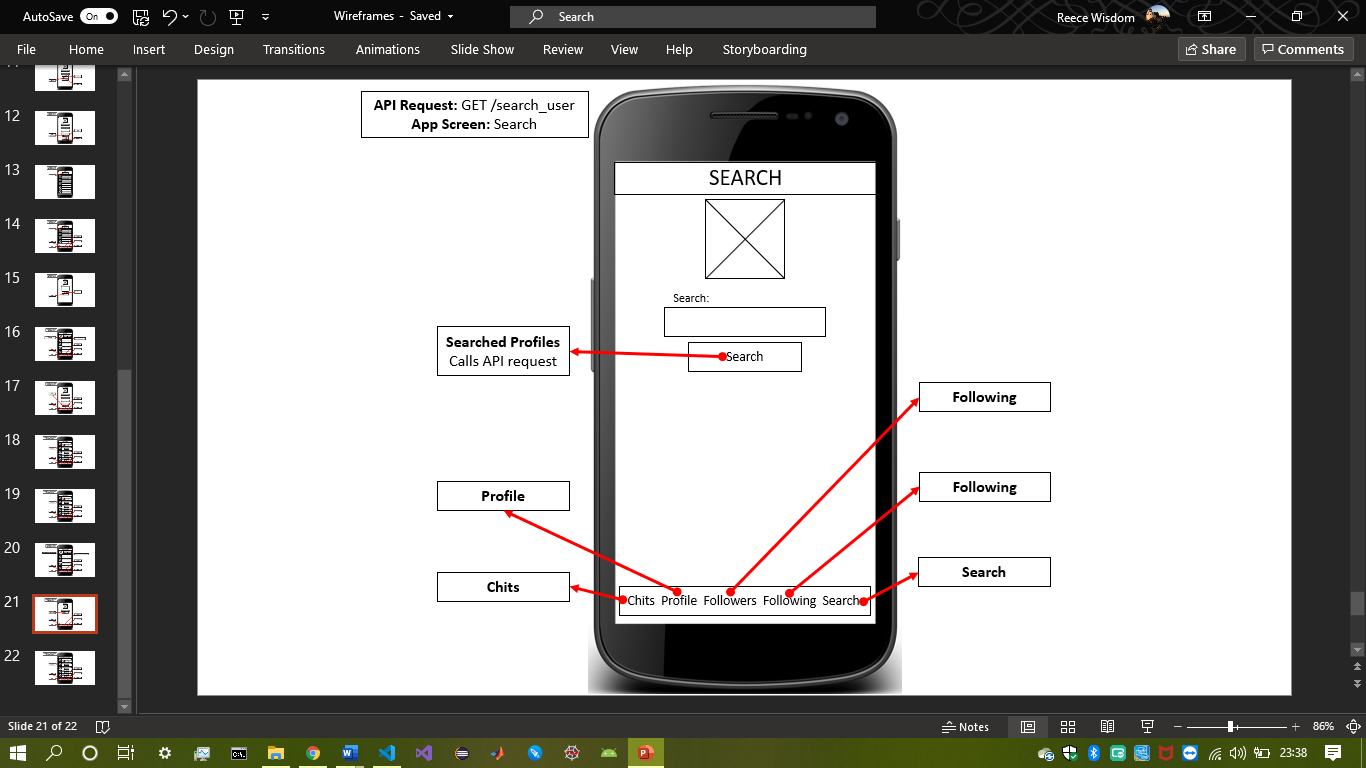 AutoSave On Wireframes - Saved Search Reece Wisdom
File Home Insert Design Transitions Animations Slide Show Review View Help Storyboarding Share Comments
12
13
14
15
16
17
18
19
20
21
22
API Request: GET /search_user
App Screen: Search
SEARCH
Search:
Search
Searched Profiles
Calls API request
Following
Profile
Following
Chits
Search
Chits Profile Followers Following Search
Slide 21 of 22 Notes 86%
23:38